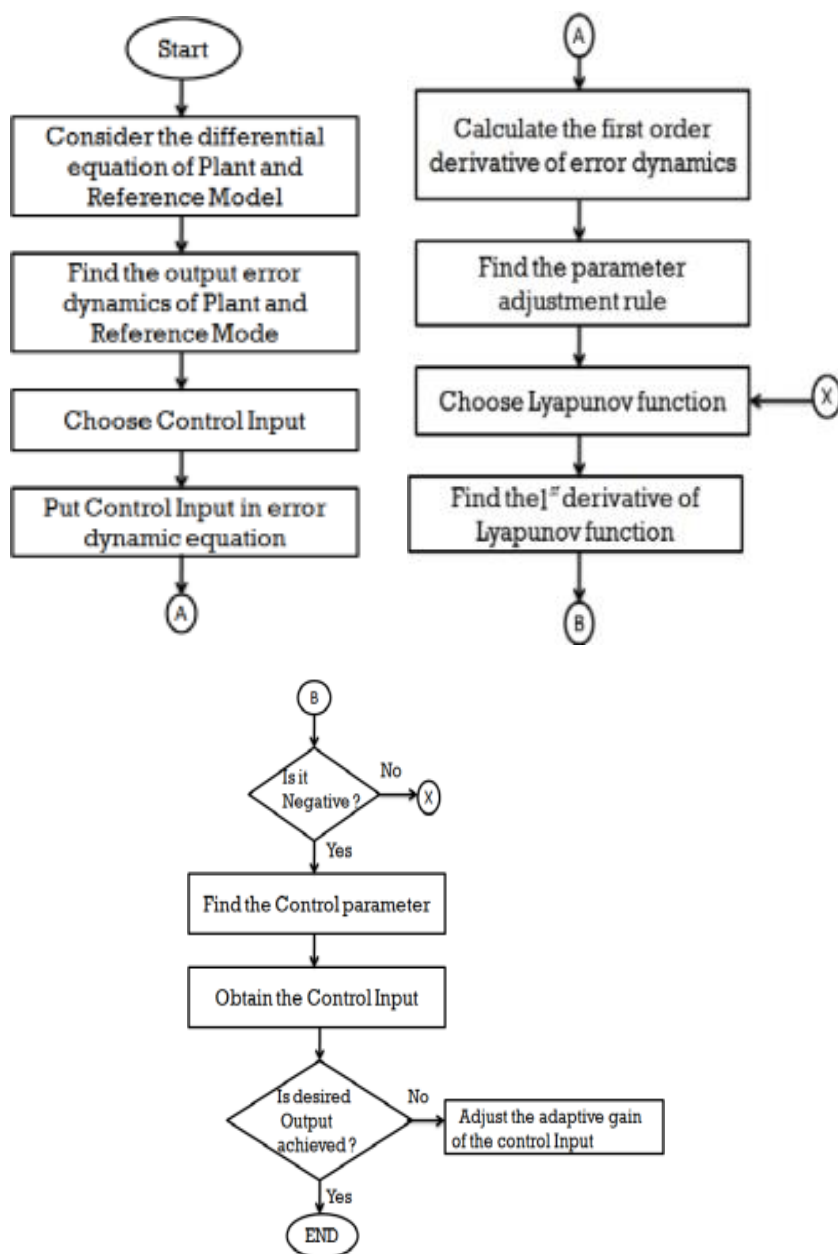 Start
Consider the differential
equation of Plant and
Reference Model
Find the output error
dynamics of Plant and
Reference Mode
Choose Control Input
Put Control Input in error
dynamic equation
A
A
Calculate the first order
derivative of error dynamics
Find the parameter
adjustment rule
Choose Lyapunov function
X
Find the 1st derivative of
Lyapunov function
B
B
Is it
Negative ?
No
X
Yes
Find the Control parameter
Obtain the Control Input
Is desired
Output
achieved ?
No
Adjust the adaptive gain
of the control Input
Yes
END